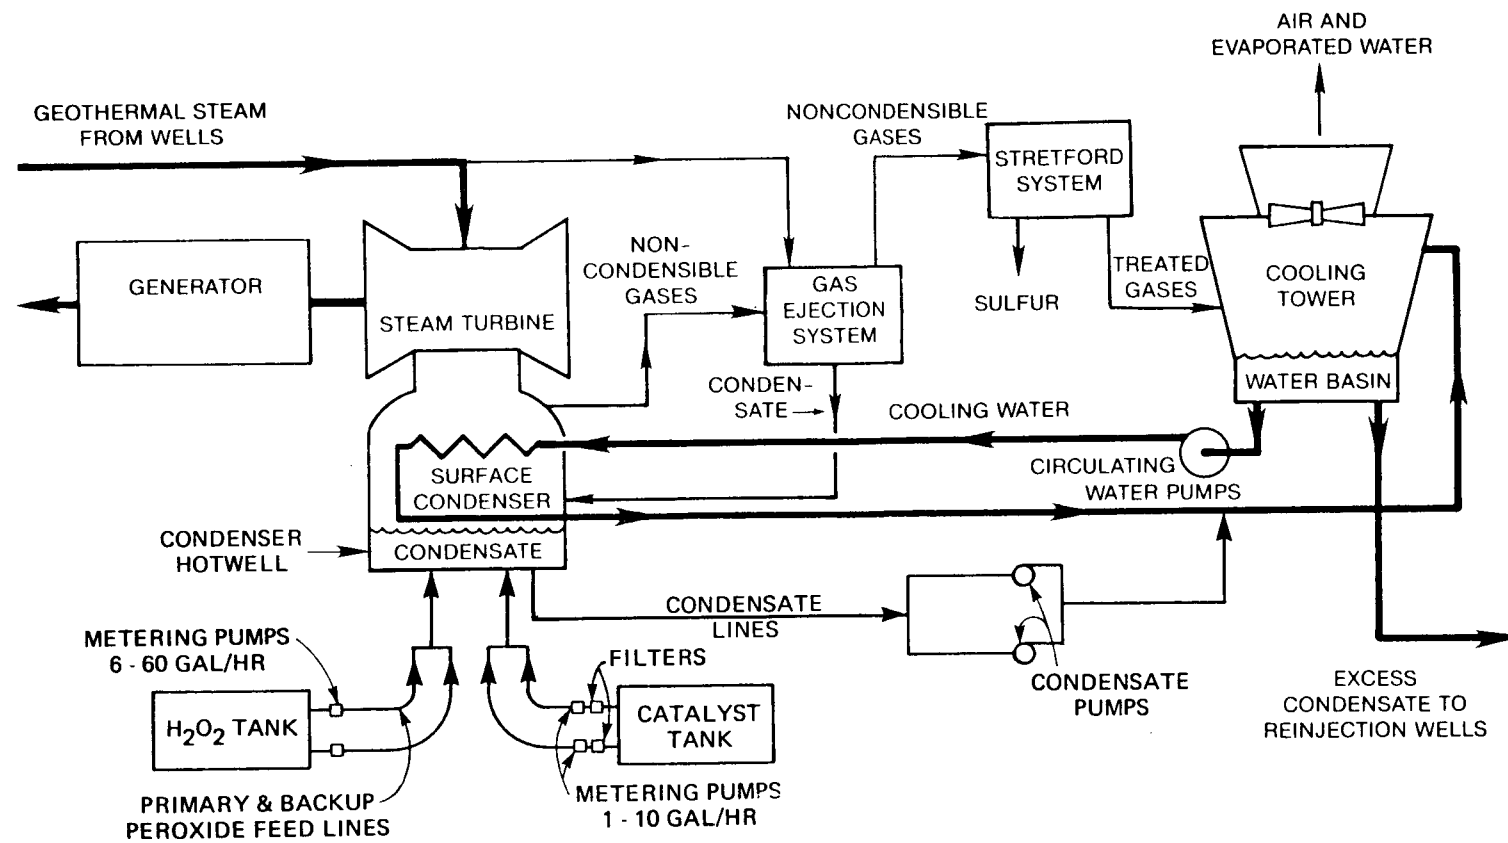 AIR AND
EVAPORATED WATER
GEOTHERMAL STEAM
FROM WELLS
NONCONDENSIBLE
GASES
STRETFORD
SYSTEM
NON-
CONDENSIBLE
GASES
GENERATOR
STEAM TURBINE
GAS
EJECTION
SYSTEM
SULFUR
TREATED
GASES
COOLING
TOWER
WATER BASIN
CONDEN-
SATE
COOLING WATER
CIRCULATING
WATER PUMPS
SURFACE
CONDENSER
CONDENSER
HOTWELL
CONDENSATE
CONDENSATE
LINES
METERING PUMPS
6 - 60 GAL/HR
FILTERS
CONDENSATE
PUMPS
EXCESS
CONDENSATE TO
REINJECTION WELLS
H2O2 TANK
CATALYST
TANK
PRIMARY & BACKUP
PEROXIDE FEED LINES
METERING PUMPS
1 - 10 GAL/HR